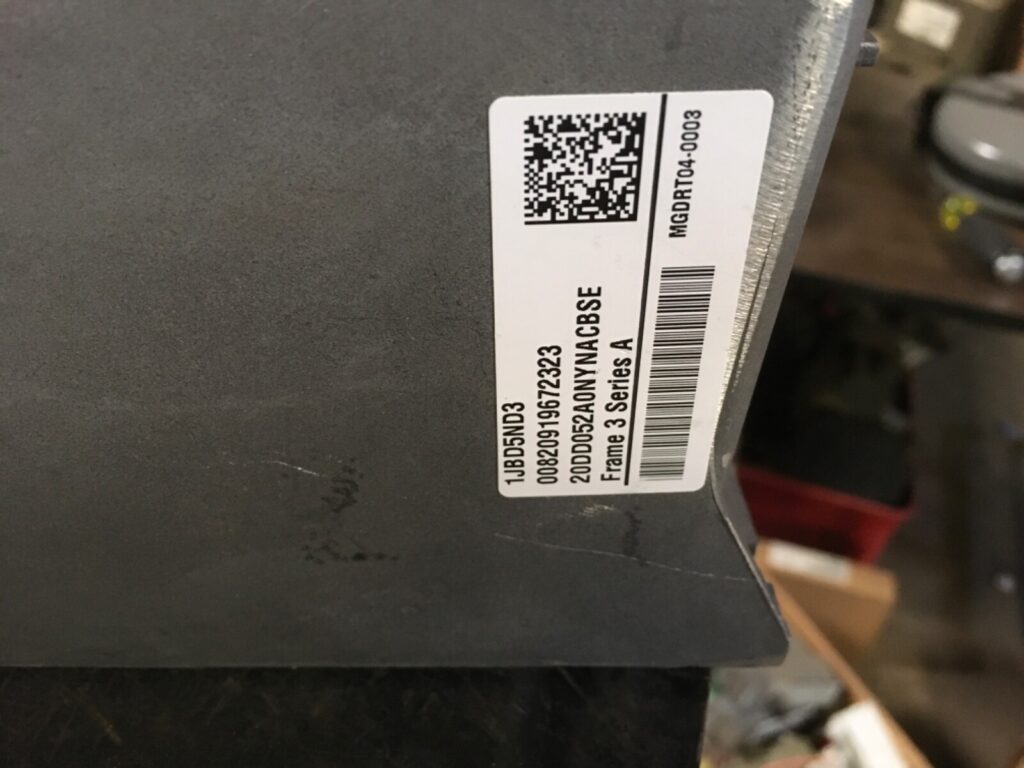 1JBD5ND3
00820919672323
20DD052A0NYNACBSE
Frame 3 Series A
MGDRT04-0003